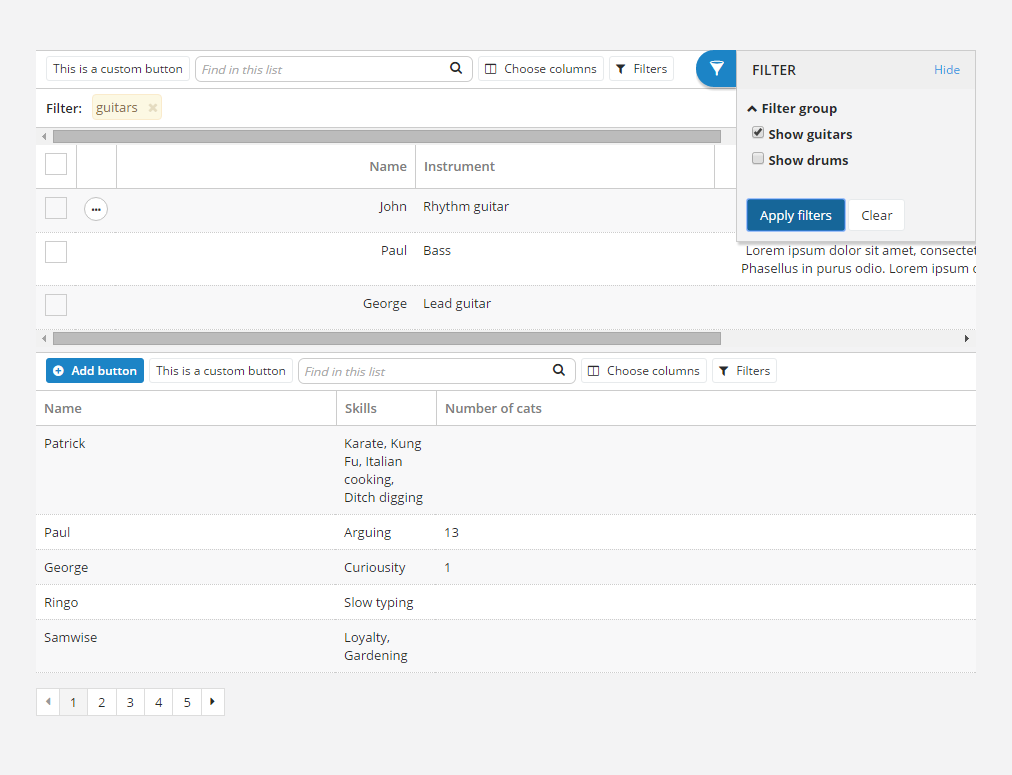 This is a custom button Find in this list Choose columns Filters FILTER Hide
Filter: guitars
Filter group
Show guitars
Show drums
Apply filters Clear
Name Instrument
John Rhythm guitar
Paul Bass Lorem ipsum dolor sit amet, consectet
Phasellus in purus odio. Lorem ipsum
George Lead guitar
Add button This is a custom button Find in this list Choose columns Filters
Name Skills Number of cats
Patrick Karate, Kung
Fu, Italian
cooking,
Ditch digging
Paul Arguing 13
George Curiousity 1
Ringo Slow typing
Samwise Loyalty,
Gardening
1 2 3 4 5